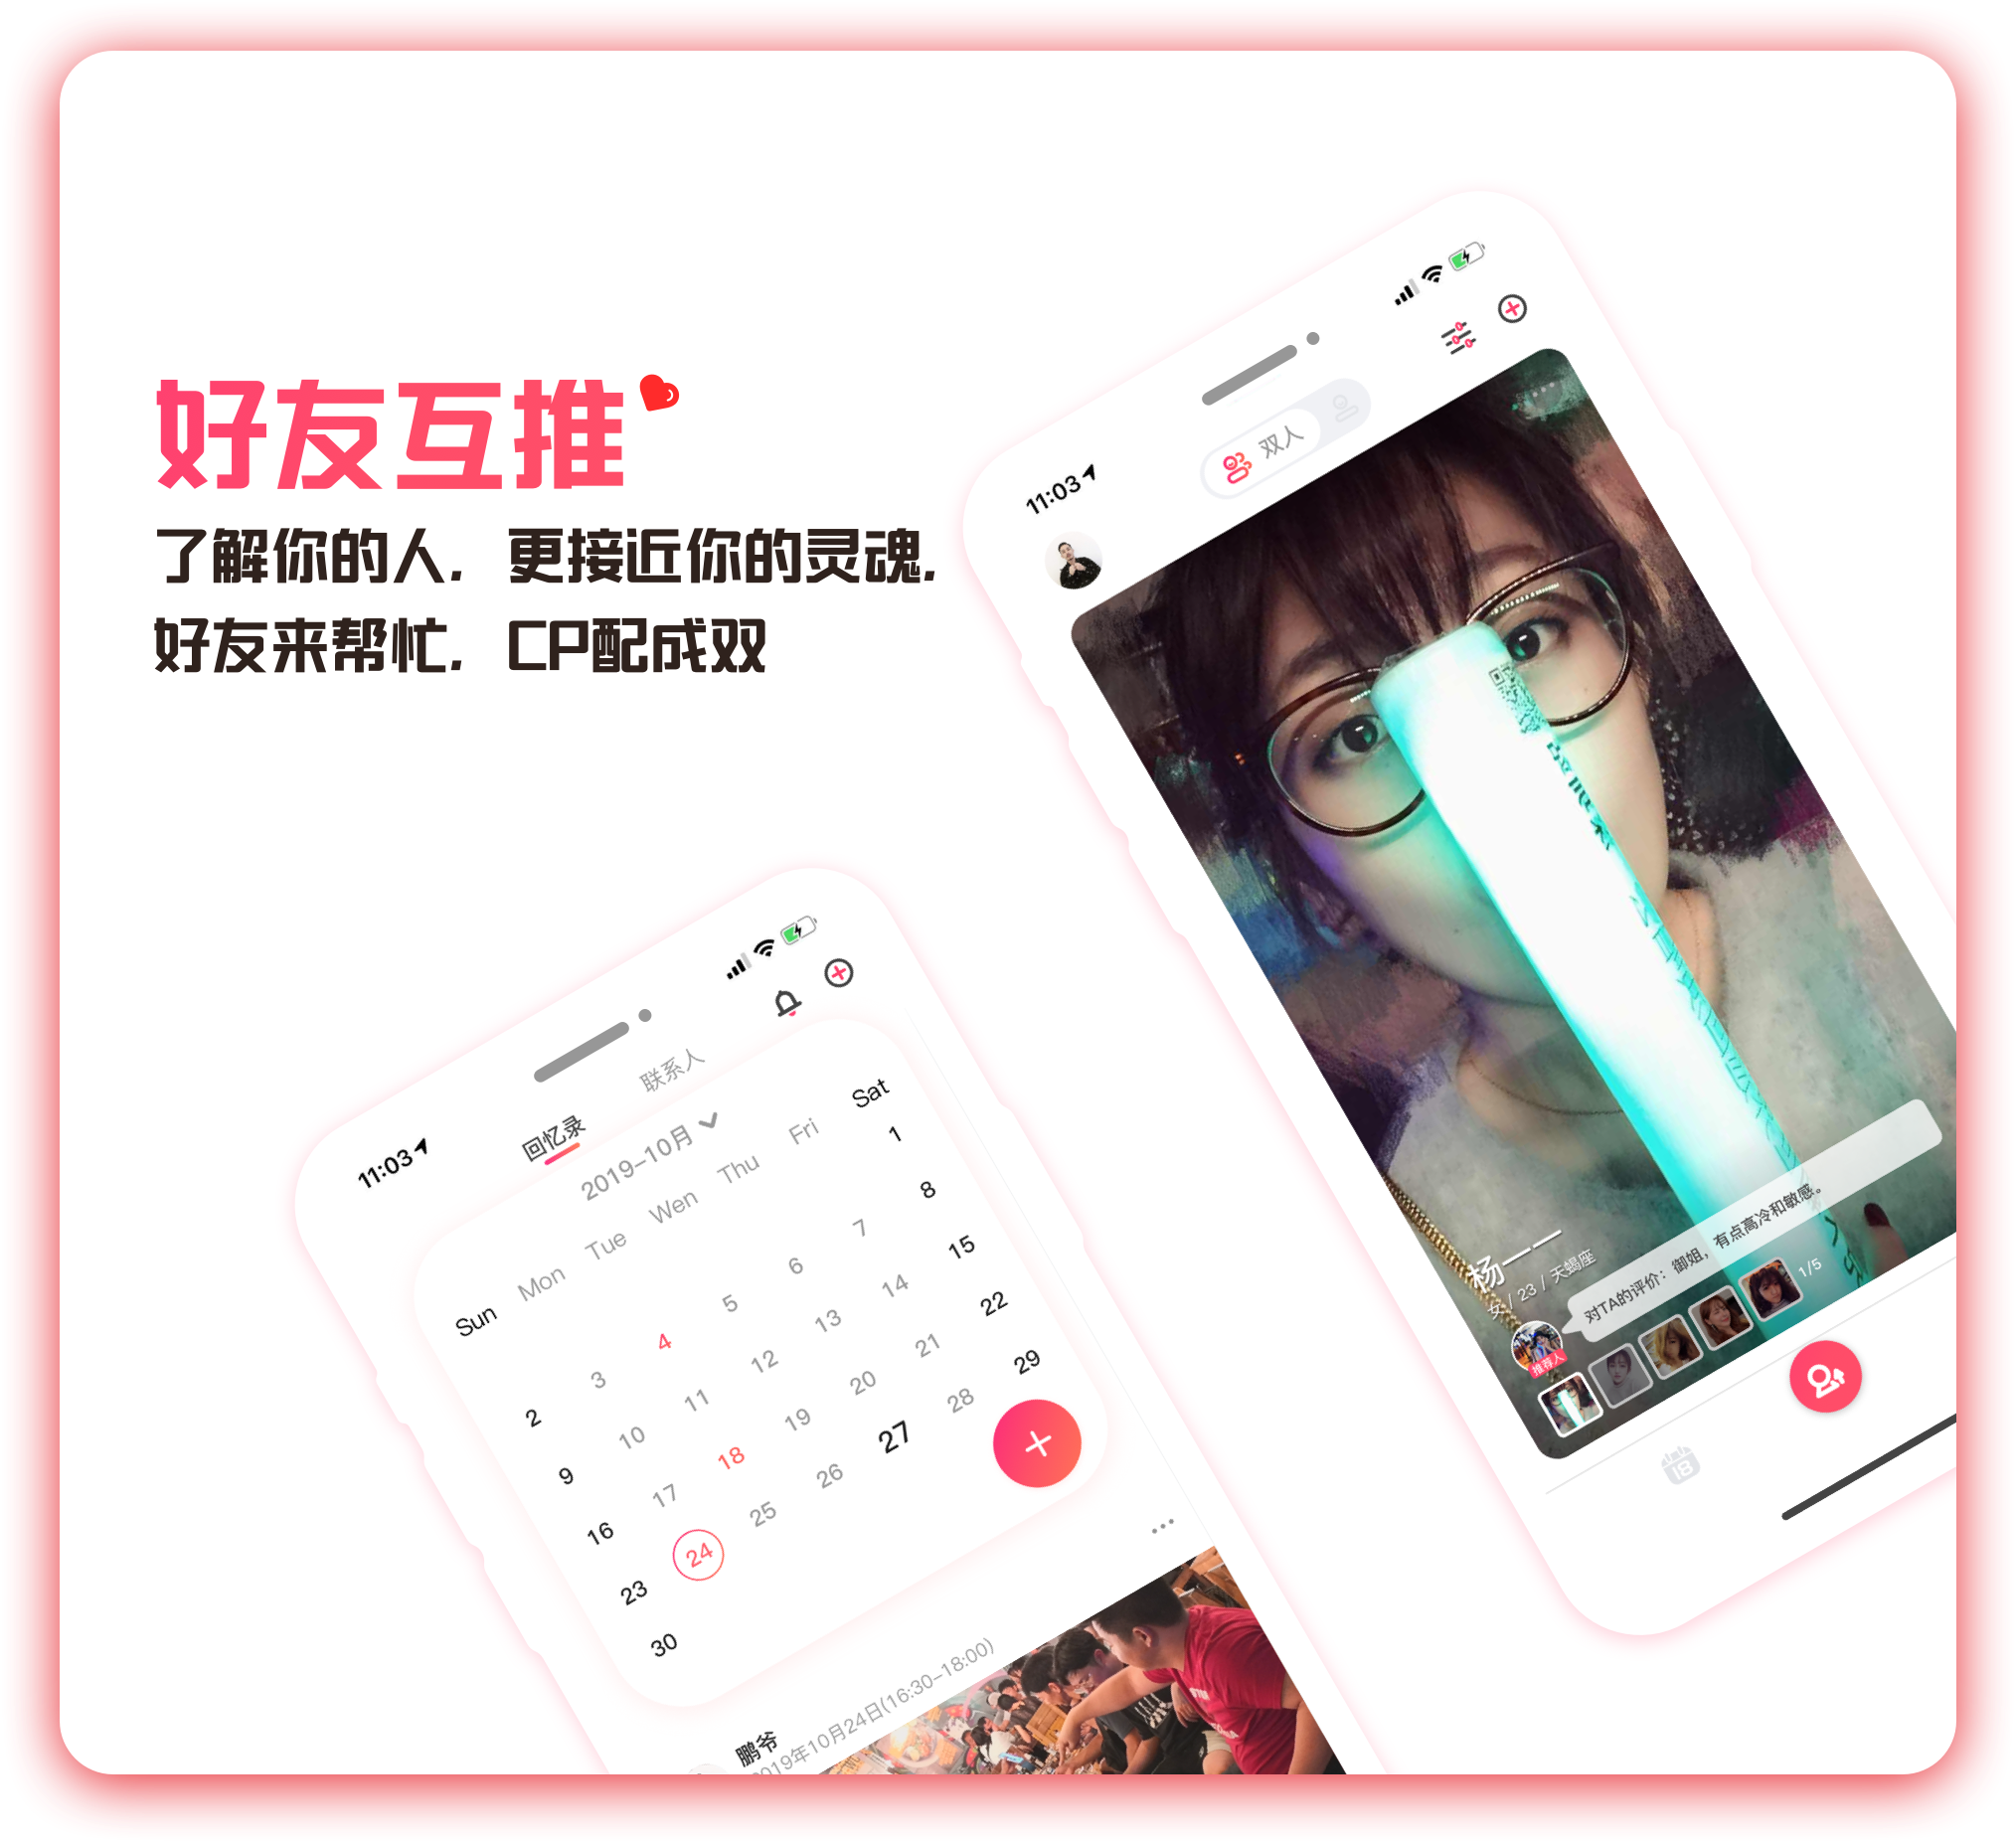 好友互推
了解你的人, 更接近你的灵魂,
好友来帮忙, CP配成双
11:03
双人
杨一一
女 / 23 / 天蝎座
对TA的评价：御姐，有点高冷和敏感。
推荐人
1/5
18
11:03
回忆录
联系人
2019-10月
Sun Mon Tue Wen Thu Fri Sat
1
2 3 4 5 6 7 8
9 10 11 12 13 14 15
16 17 18 19 20 21 22
23 24 25 26 27 28 29
30
鹏爷
2019年10月24日(16:30-18:00)